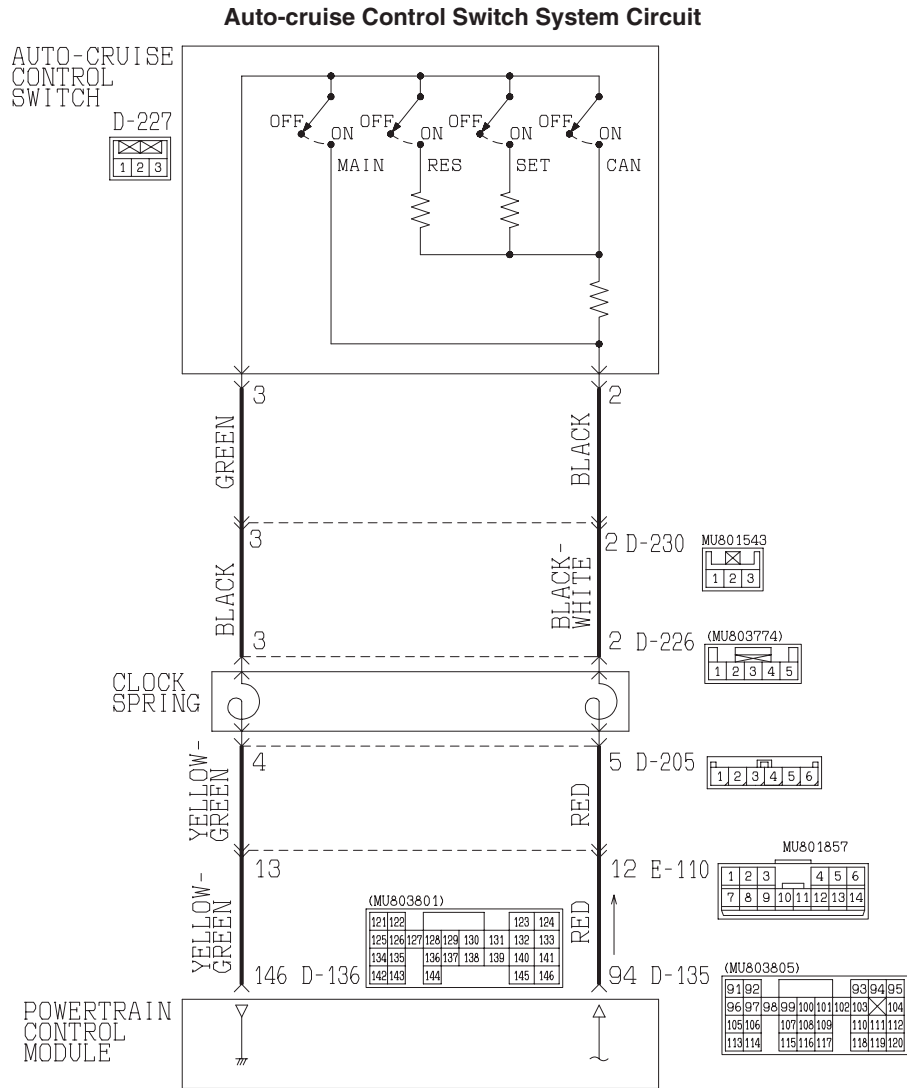 Auto-cruise Control Switch System Circuit
AUTO-CRUISE
CONTROL
SWITCH
D-227
1 2 3
OFF ON MAIN
OFF ON RES
OFF ON SET
OFF ON CAN
3 2
GREEN BLACK
3 2 D-230
MU801543
1 2 3
BLACK BLACK-
WHITE
3 2 D-226
(MU803774)
1 2 3 4 5
CLOCK
SPRING
4 5 D-205
1 2 3 4 5 6
YELLOW-
GREEN RED
13 12 E-110
MU801857
1 2 3 4 5 6
7 8 9 10 11 12 13 14
YELLOW-
GREEN RED
(MU803801)
121 122 123 124
125 126 127 128 129 130 131 132 133
134 135 136 137 138 139 140 141
142 143 144 145 146
146 D-136 94 D-135
(MU803805)
91 92 93 94 95
96 97 98 99 100 101 102 103 104
105 106 107 108 109 110 111 112
113 114 115 116 117 118 119 120
POWERTRAIN
CONTROL
MODULE